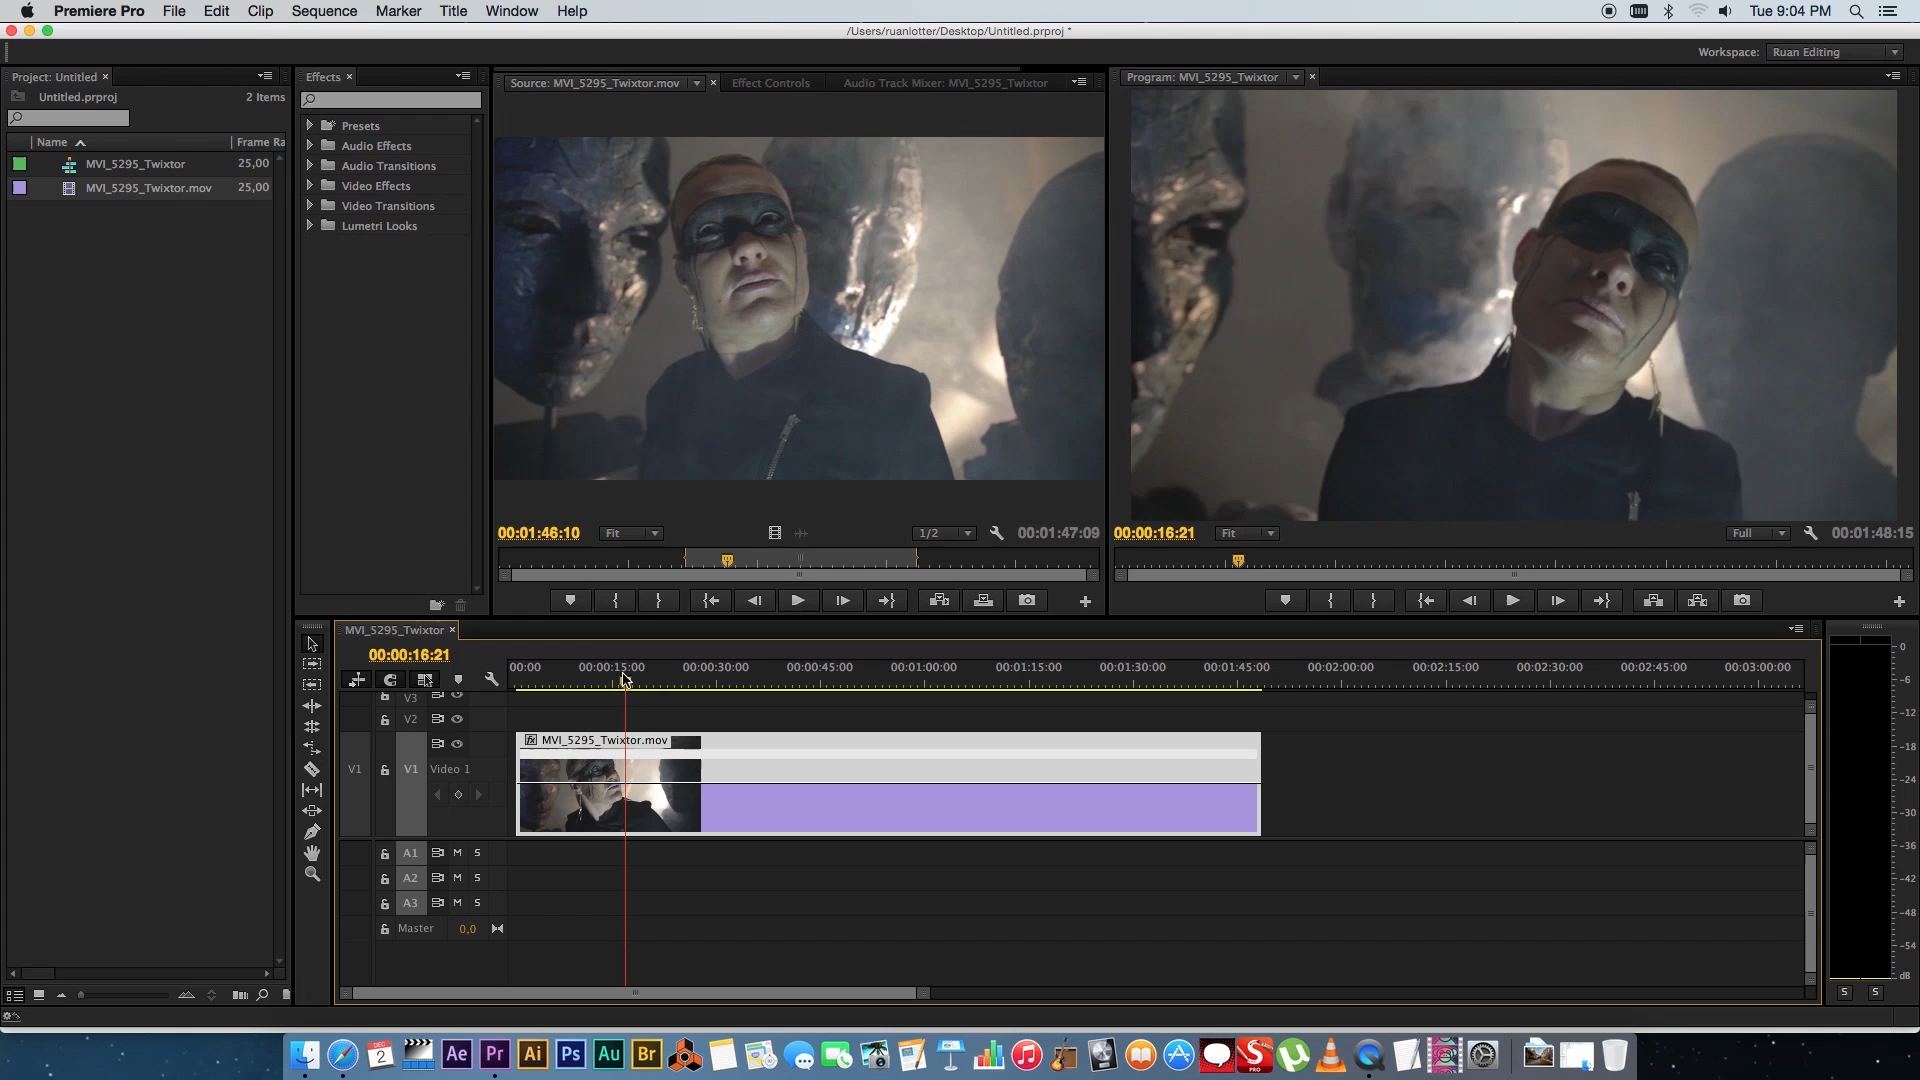 Premiere Pro File Edit Clip Sequence Marker Title Window Help
Tue 9:04 PM
/Users/ruanlotter/Desktop/Untitled.prproj *
Workspace: Ruan Editing
Project: Untitled ×
Untitled.prproj
2 Items
Name
Frame Ra
MVI_5295_Twixtor 25,00
MVI_5295_Twixtor.mov 25,00
Effects ×
Presets
Audio Effects
Audio Transitions
Video Effects
Video Transitions
Lumetri Looks
Source: MVI_5295_Twixtor.mov × Effect Controls Audio Track Mixer: MVI_5295_Twixtor
00:01:46:10 Fit 1/2 00:01:47:09
Program: MVI_5295_Twixtor ×
00:00:16:21 Fit Full 00:01:48:15
MVI_5295_Twixtor ×
00:00:16:21
00:00 00:00:15:00 00:00:30:00 00:00:45:00 00:01:00:00 00:01:15:00 00:01:30:00 00:01:45:00 00:02:00:00 00:02:15:00 00:02:30:00 00:02:45:00 00:03:00:00
V3
V2
fx MVI_5295_Twixtor.mov
V1 V1 Video 1
A1 M S
A2 M S
A3 M S
Master 0,0
0
-6
-12
-18
-24
-30
-36
-42
-48
-54
dB
S S
DEC
2
Ae Pr Ai Ps Au Br
S
PRO